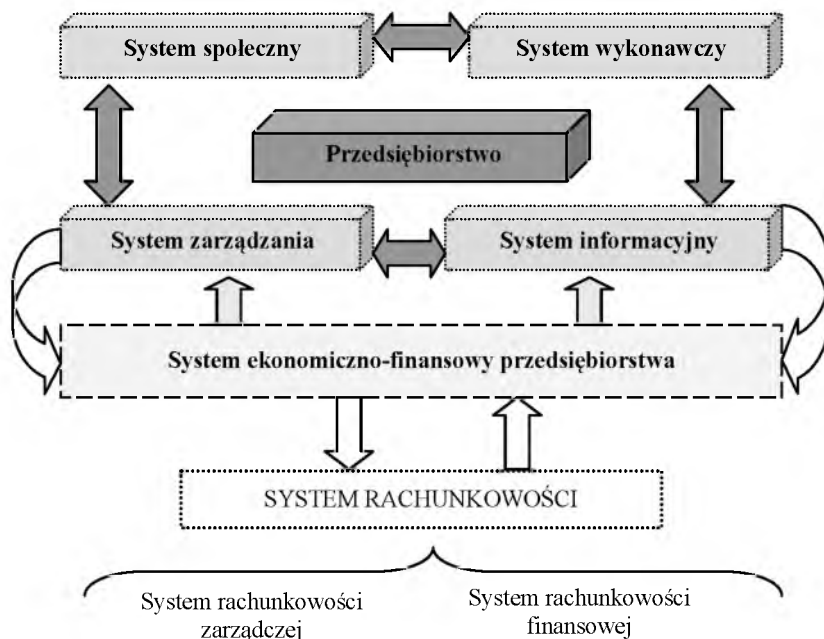 System społeczny
System wykonawczy
Przedsiębiorstwo
System zarządzania
System informacyjny
System ekonomiczno-finansowy przedsiębiorstwa
SYSTEM RACHUNKOWOŚCI
System rachunkowości
zarządczej
System rachunkowości
finansowej